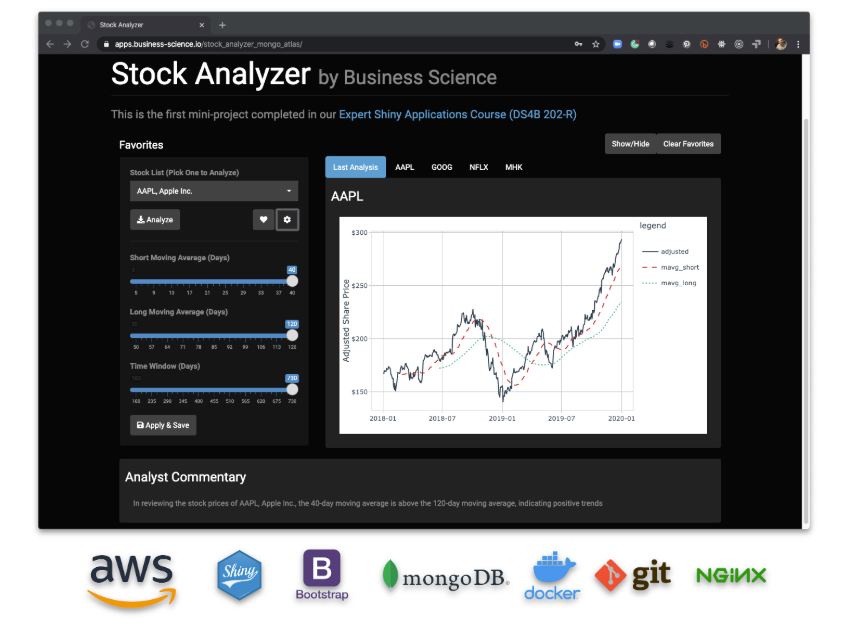 Stock Analyzer
apps.business-science.io/stock_analyzer_mongo_atlas/
Stock Analyzer by Business Science
This is the first mini-project completed in our Expert Shiny Applications Course (DS4B 202-R)
Favorites
Show/Hide
Clear Favorites
Stock List (Pick One to Analyze)
AAPL, Apple Inc.
Analyze
Short Moving Average (Days)
40
5 9 13 17 21 25 29 33 37 40
Long Moving Average (Days)
120
50 57 64 71 78 85 92 99 106 113 120
Time Window (Days)
730
180 235 290 345 400 455 510 565 620 675 730
Apply & Save
Last Analysis
AAPL
GOOG
NFLX
MHK
AAPL
$300
$250
$200
$150
Adjusted Share Price
2018-01
2018-07
2019-01
2019-07
2020-01
legend
adjusted
mavg_short
mavg_long
Analyst Commentary
In reviewing the stock prices of AAPL, Apple Inc., the 40-day moving average is above the 120-day moving average, indicating positive trends
aws
Shiny
B
Bootstrap
mongoDB.
docker
git
NGINX